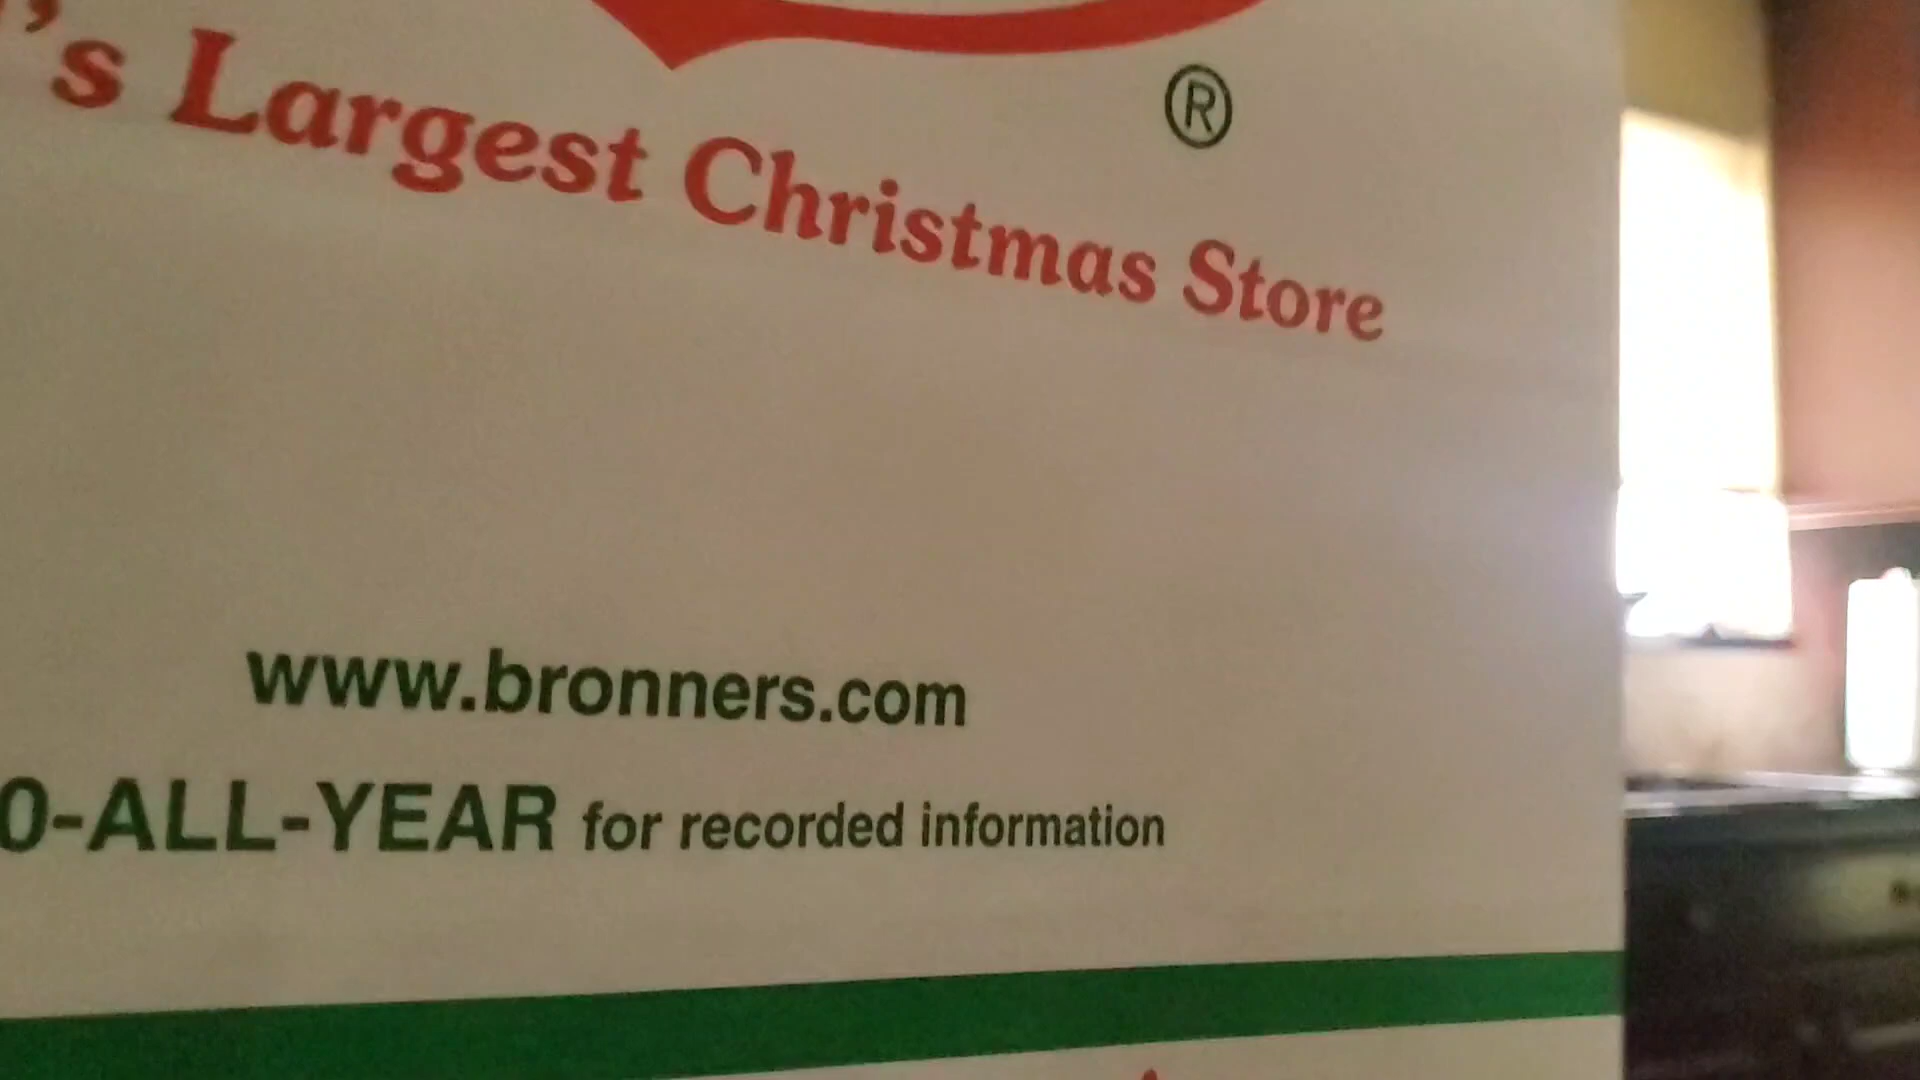 's Largest Christmas Store
®
www.bronners.com
0-ALL-YEAR for recorded information